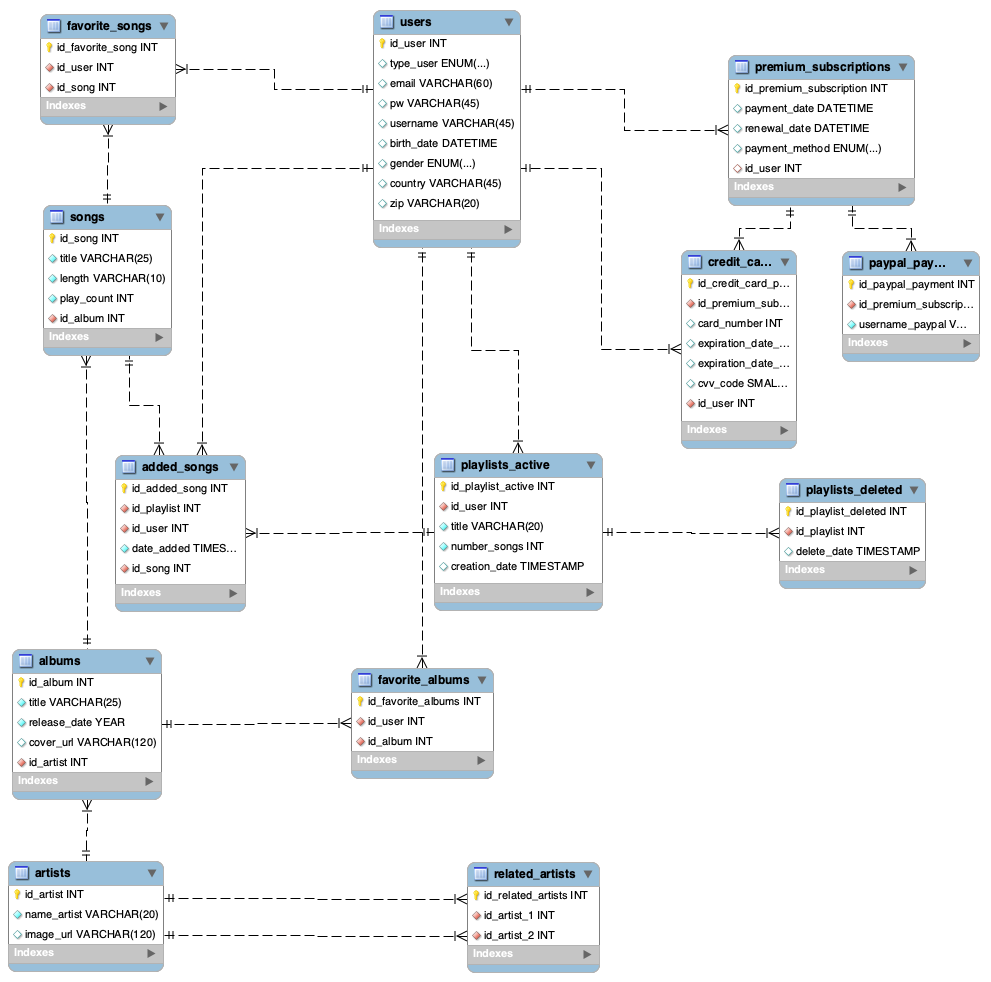 favorite_songs
id_favorite_song INT
id_user INT
id_song INT
Indexes
users
id_user INT
type_user ENUM(...)
email VARCHAR(60)
pw VARCHAR(45)
username VARCHAR(45)
birth_date DATETIME
gender ENUM(...)
country VARCHAR(45)
zip VARCHAR(20)
Indexes
premium_subscriptions
id_premium_subscription INT
payment_date DATETIME
renewal_date DATETIME
payment_method ENUM(...)
id_user INT
Indexes
songs
id_song INT
title VARCHAR(25)
length VARCHAR(10)
play_count INT
id_album INT
Indexes
credit_ca...
id_credit_card_p...
id_premium_sub...
card_number INT
expiration_date_...
expiration_date_...
cvv_code SMAL...
id_user INT
Indexes
paypal_pay...
id_paypal_payment INT
id_premium_subscrip...
username_paypal V...
Indexes
added_songs
id_added_song INT
id_playlist INT
id_user INT
date_added TIMES...
id_song INT
Indexes
playlists_active
id_playlist_active INT
id_user INT
title VARCHAR(20)
number_songs INT
creation_date TIMESTAMP
Indexes
playlists_deleted
id_playlist_deleted INT
id_playlist INT
delete_date TIMESTAMP
Indexes
albums
id_album INT
title VARCHAR(25)
release_date YEAR
cover_url VARCHAR(120)
id_artist INT
Indexes
favorite_albums
id_favorite_albums INT
id_user INT
id_album INT
Indexes
artists
id_artist INT
name_artist VARCHAR(20)
image_url VARCHAR(120)
Indexes
related_artists
id_related_artists INT
id_artist_1 INT
id_artist_2 INT
Indexes